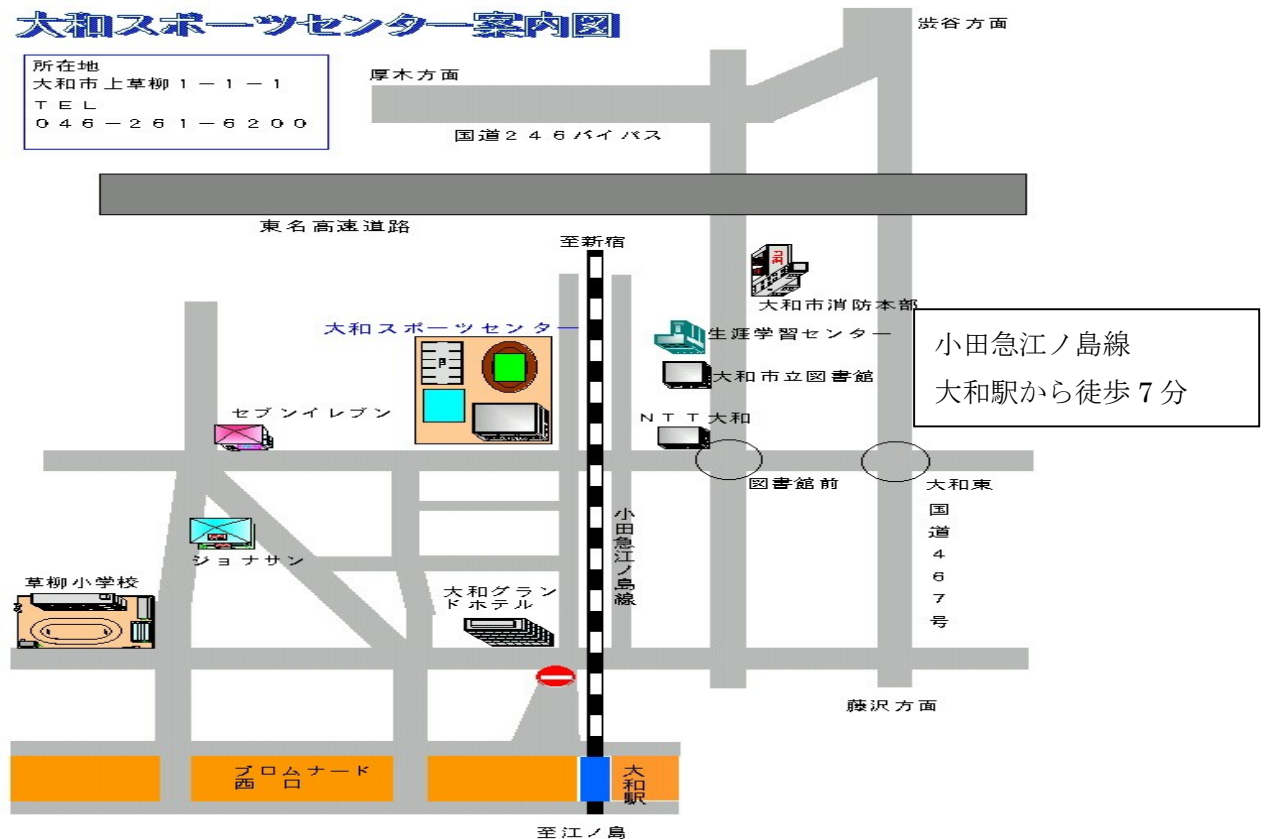 大和スポーツセンター案内図
所在地
大和市上草柳1-1-1
TEL
046-261-6200
渋谷方面
厚木方面
国道246バイパス
東名高速道路
至新宿
大和市消防本部
大和スポーツセンター
生涯学習センター
大和市立図書館
小田急江ノ島線
大和駅から徒歩7分
セブンイレブン
NTT大和
図書館前
大和東
国道467号
小田急江ノ島線
ジョナサン
草柳小学校
大和グラン
ドホテル
藤沢方面
プロムナード
西口
大和駅
至江ノ島